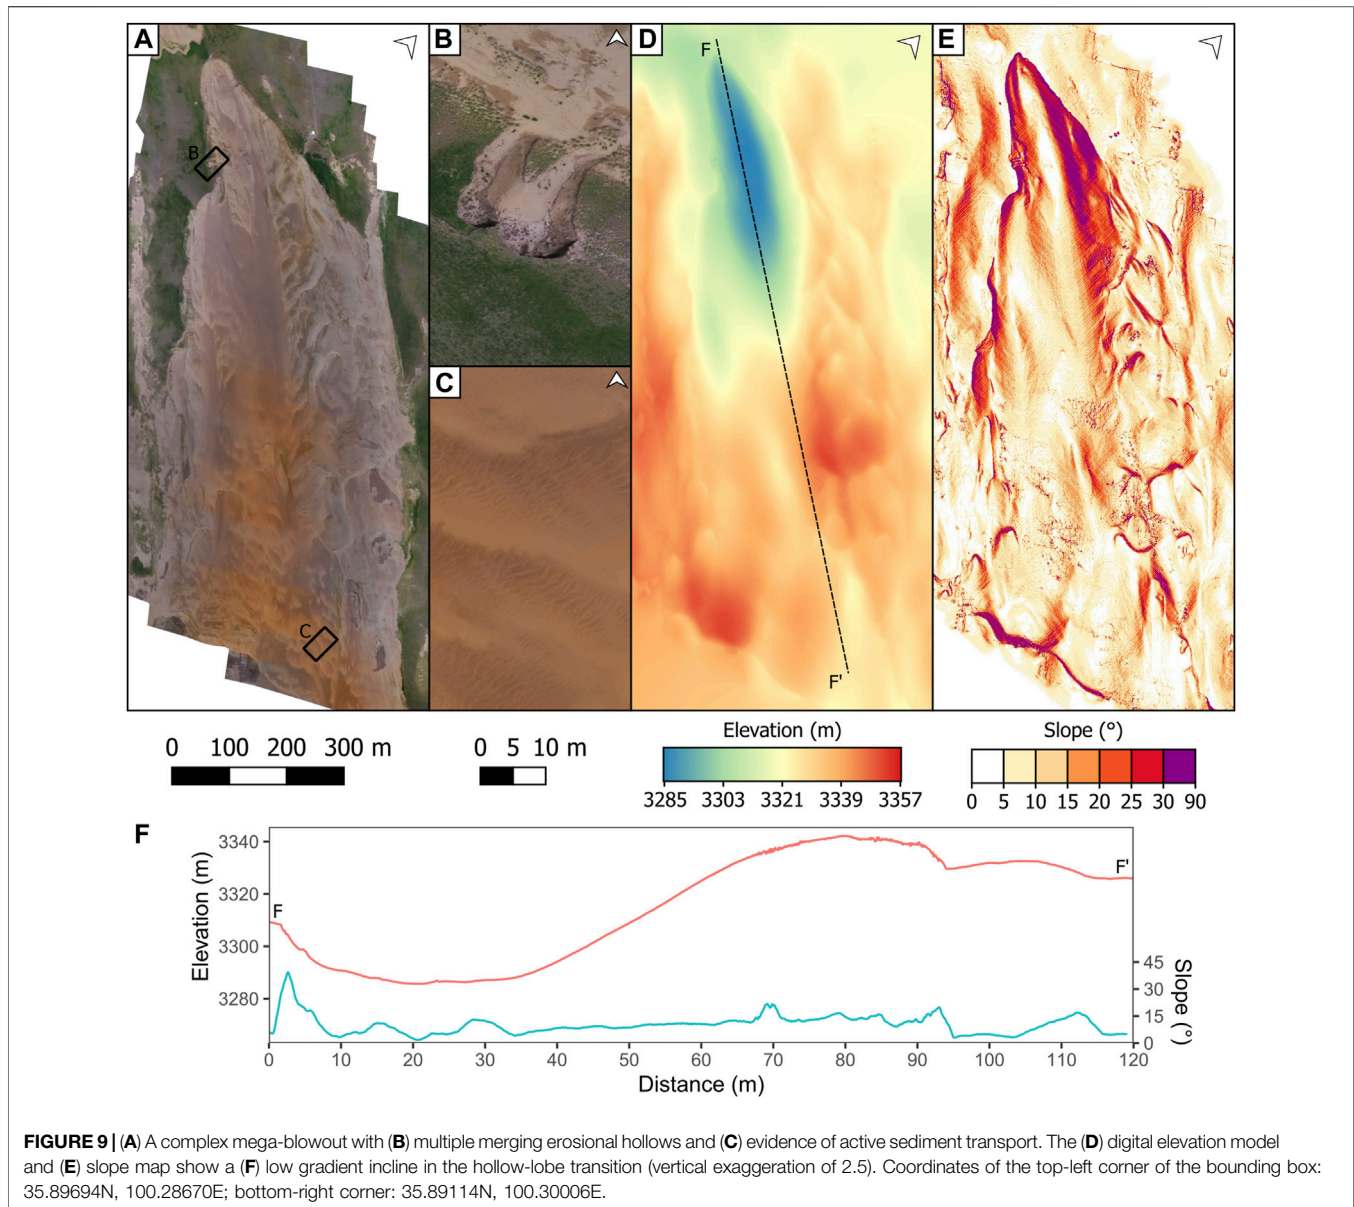 A
B
D
E
F
B
C
C
F'
0 100 200 300 m
0 5 10 m
Elevation (m)
3285 3303 3321 3339 3357
Slope (°)
0 5 10 15 20 25 30 90
F
3340
3320
3300
3280
Elevation (m)
F
F'
45
30
15
0
Slope (°)
0 10 20 30 40 50 60 70 80 90 100 110 120
Distance (m)
FIGURE 9 | (A) A complex mega-blowout with (B) multiple merging erosional hollows and (C) evidence of active sediment transport. The (D) digital elevation model
and (E) slope map show a (F) low gradient incline in the hollow-lobe transition (vertical exaggeration of 2.5). Coordinates of the top-left corner of the bounding box:
35.89694N, 100.28670E; bottom-right corner: 35.89114N, 100.30006E.